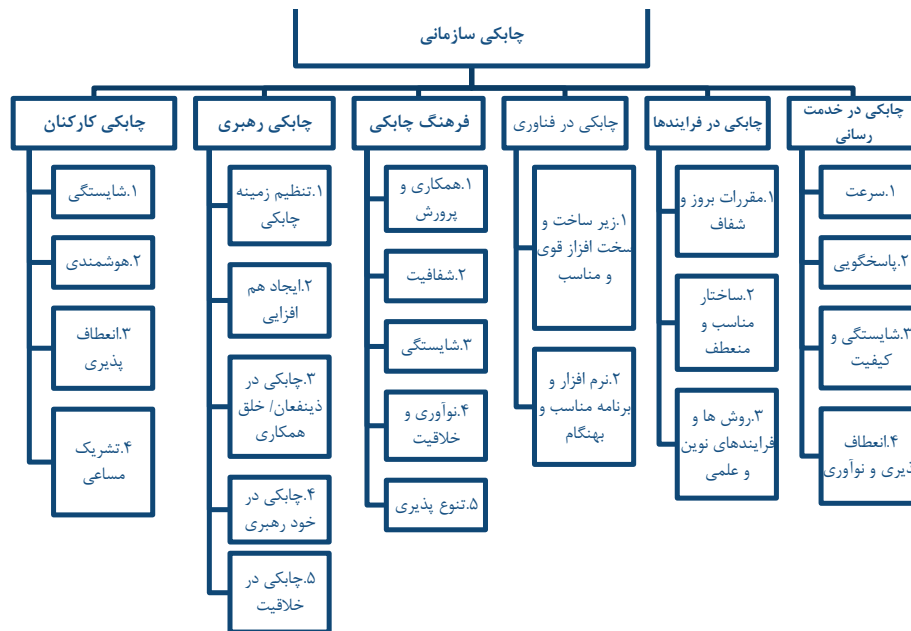 چابکی سازمانی
چابکی در خدمت
رسانی
۱.سرعت
۲.پاسخگویی
۳.شایستگی و
کیفیت
۴.انعطاف
ذیری و نوآوری
چابکی در فرایندها
۱.مقررات بروز و
شفاف
۲.ساختار
مناسب و
منعطف
۳.روش ها و
فرایندهای نوین
و علمی
چابکی در فناوری
۱.زیر ساخت و
سخت افزاز قوی
و مناسب
۲.نرم افزار و
برنامه مناسب و
بهنگام
فرهنگ چابکی
۱.همکاری و
پرورش
۲.شفافیت
۳.شایستگی
۴.نوآوری و
خلاقیت
۵.تنوع پذیری
چابکی رهبری
۱.تنظیم زمینه
چابکی
۲.ایجاد هم
افزایی
۳.چابکی در
ذینفعان/ خلق
همکاری
۴.چابکی در
خود رهبری
۵.چابکی در
خلاقیت
چابکی کارکنان
۱.شایستگی
۲.هوشمندی
۳.انعطاف
پذیری
۴.تشریک
مساعی